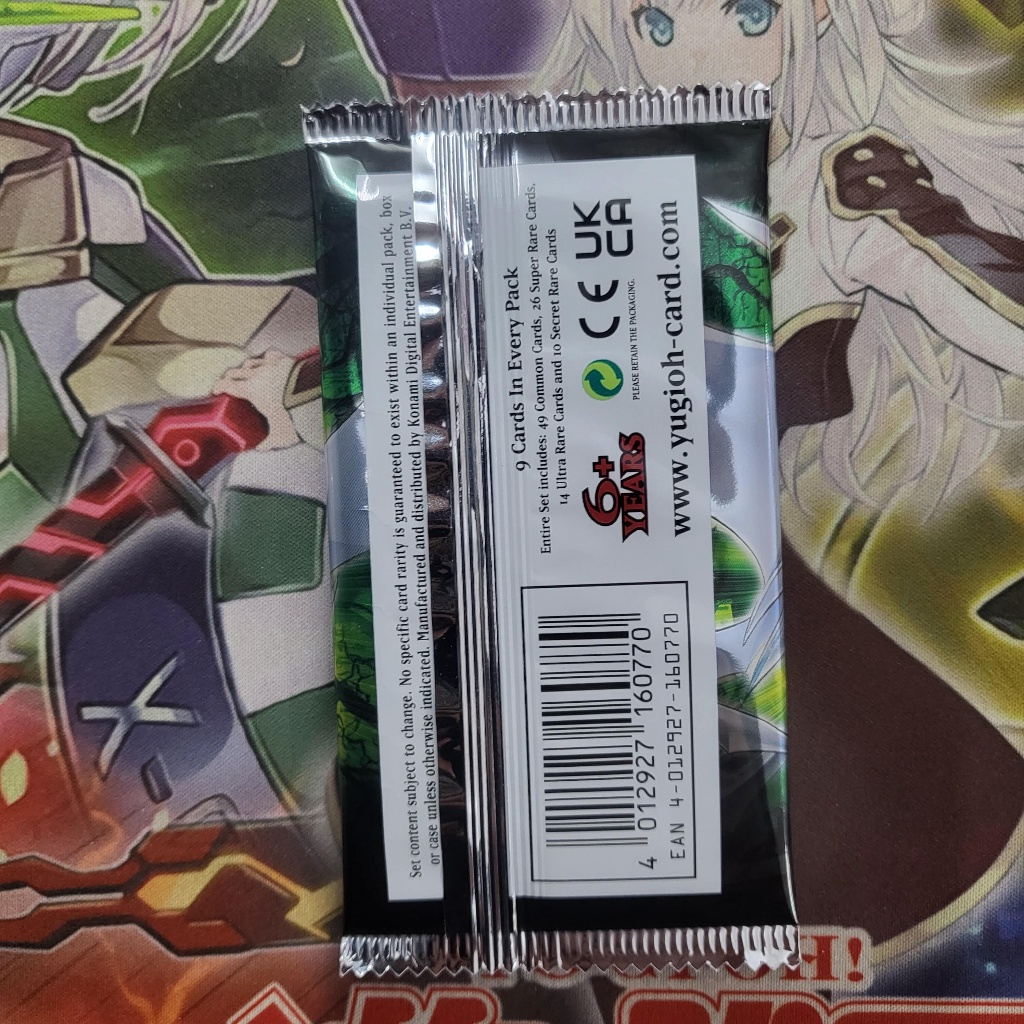 Set content subject to change. No specific card rarity is guaranteed to exist within an individual pack, box
or case unless otherwise indicated. Manufactured and distributed by Konami Digital Entertainment B.V.
9 Cards In Every Pack
Entire Set includes: 49 Common Cards, 26 Super Rare Cards,
14 Ultra Rare Cards and 10 Secret Rare Cards
6+
YEARS
CE
UK
CA
PLEASE RETAIN THE PACKAGING.
www.yugioh-card.com
4 012927 160770
EAN 4-012927-160770